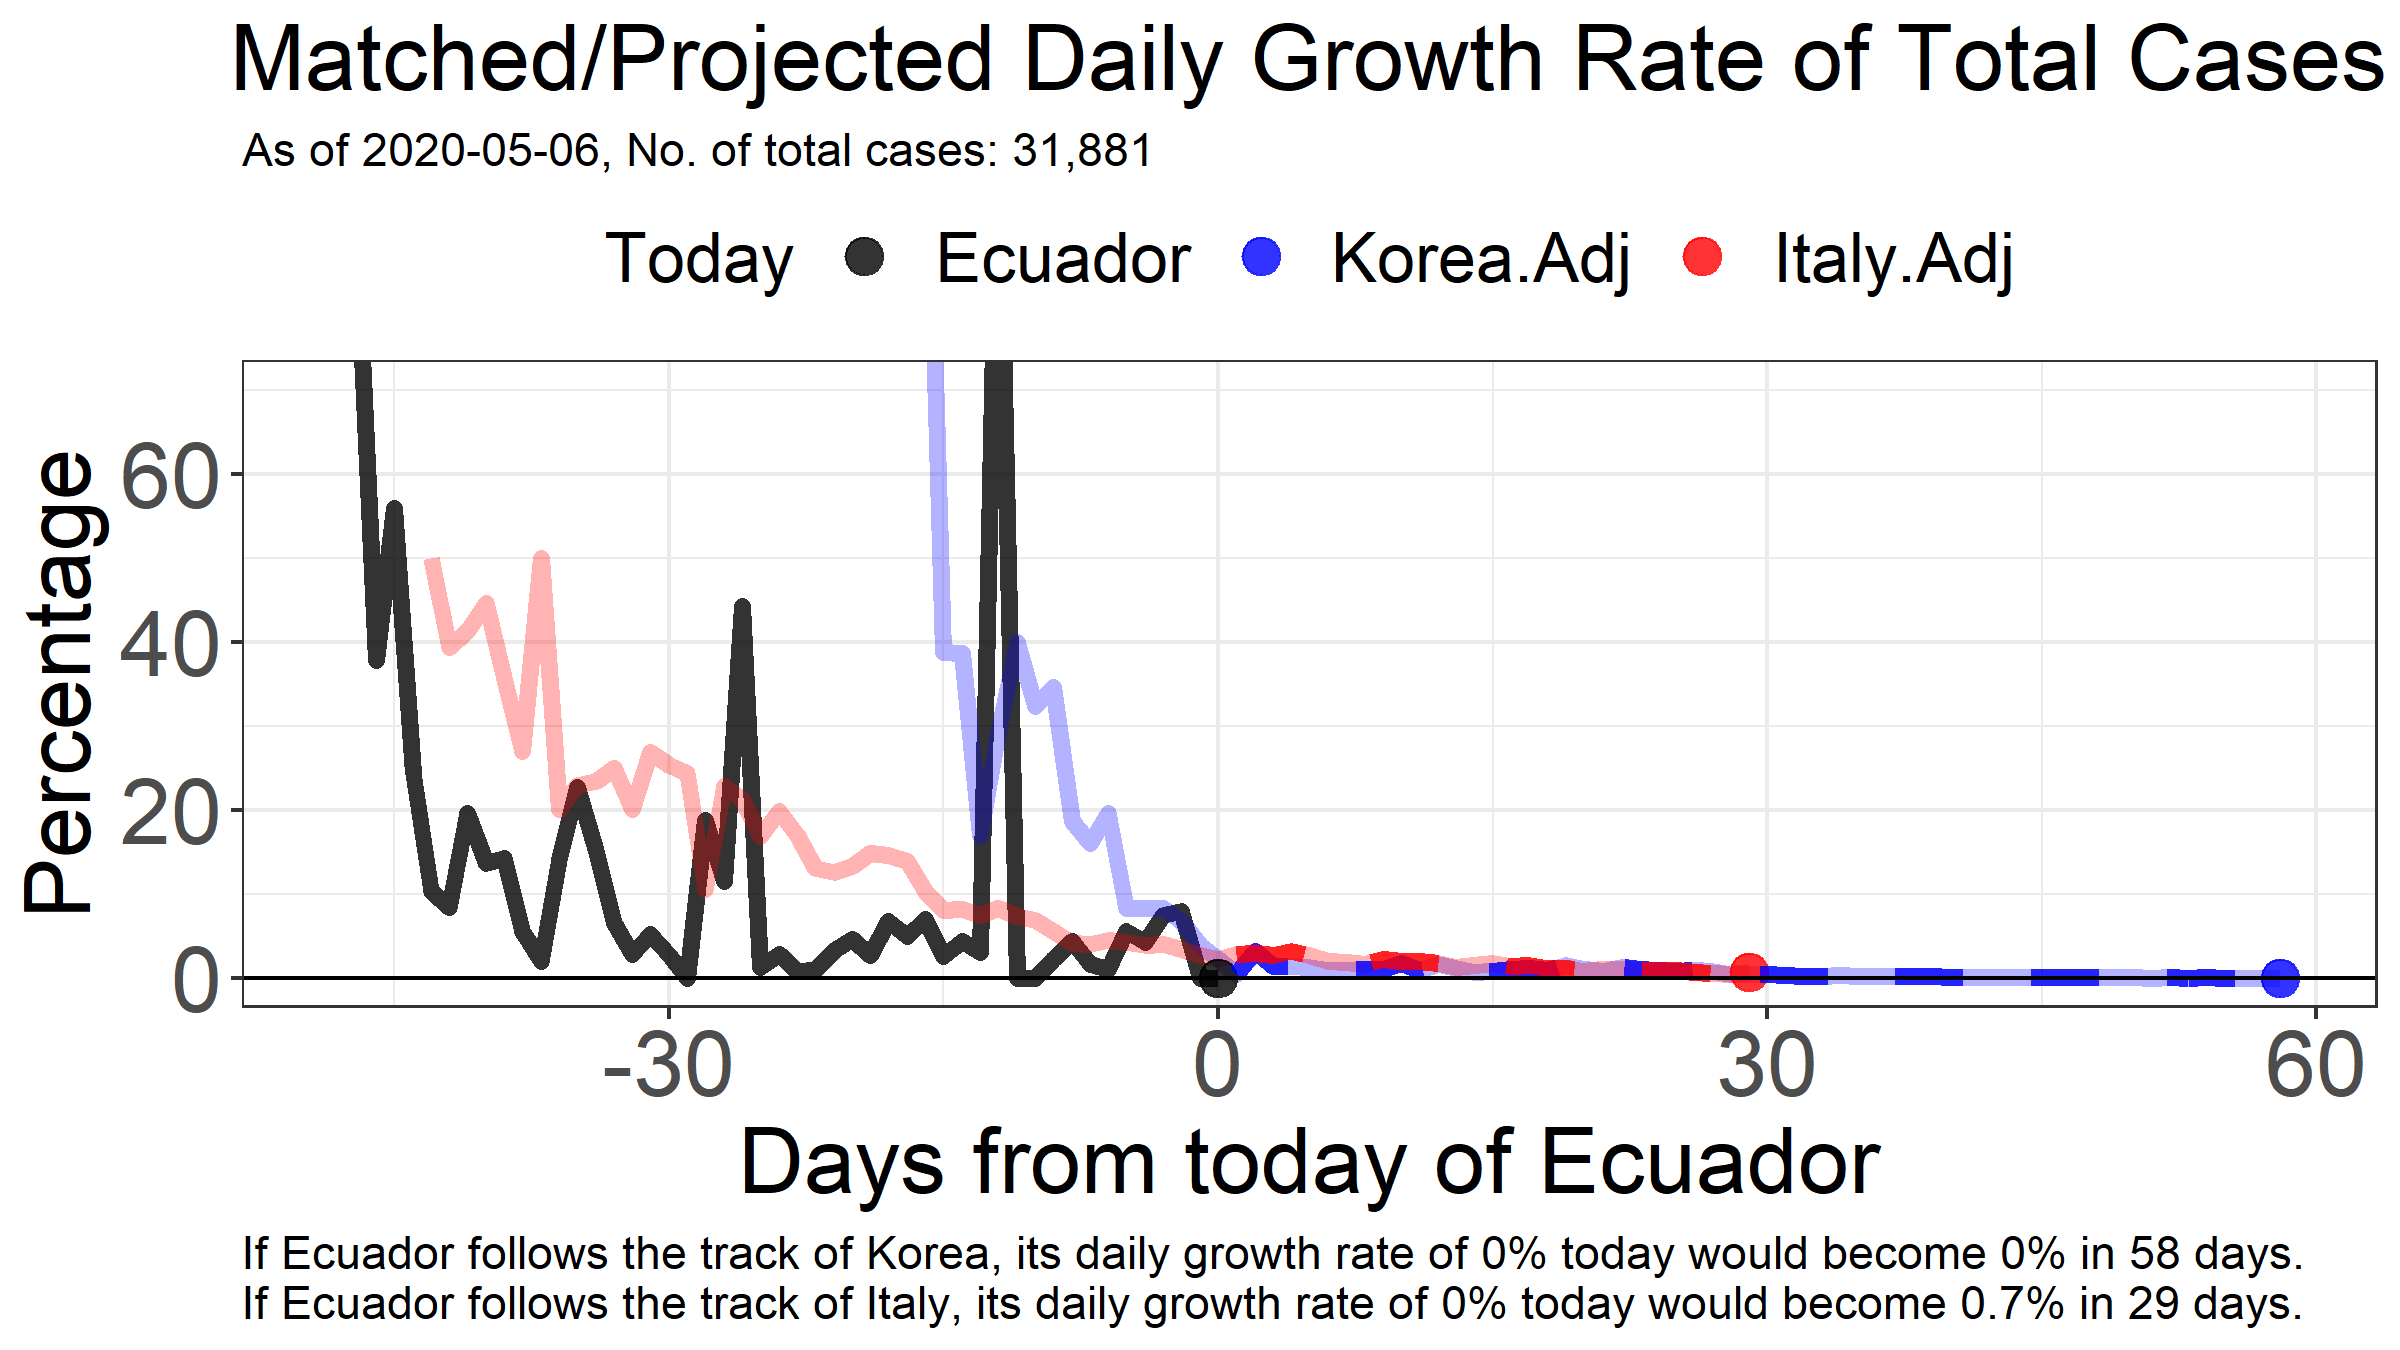 Matched/Projected Daily Growth Rate of Total Cases
As of 2020-05-06, No. of total cases: 31,881
Today Ecuador Korea.Adj Italy.Adj
Percentage
60
40
20
0
-30 0 30 60
Days from today of Ecuador
If Ecuador follows the track of Korea, its daily growth rate of 0% today would become 0% in 58 days.
If Ecuador follows the track of Italy, its daily growth rate of 0% today would become 0.7% in 29 days.